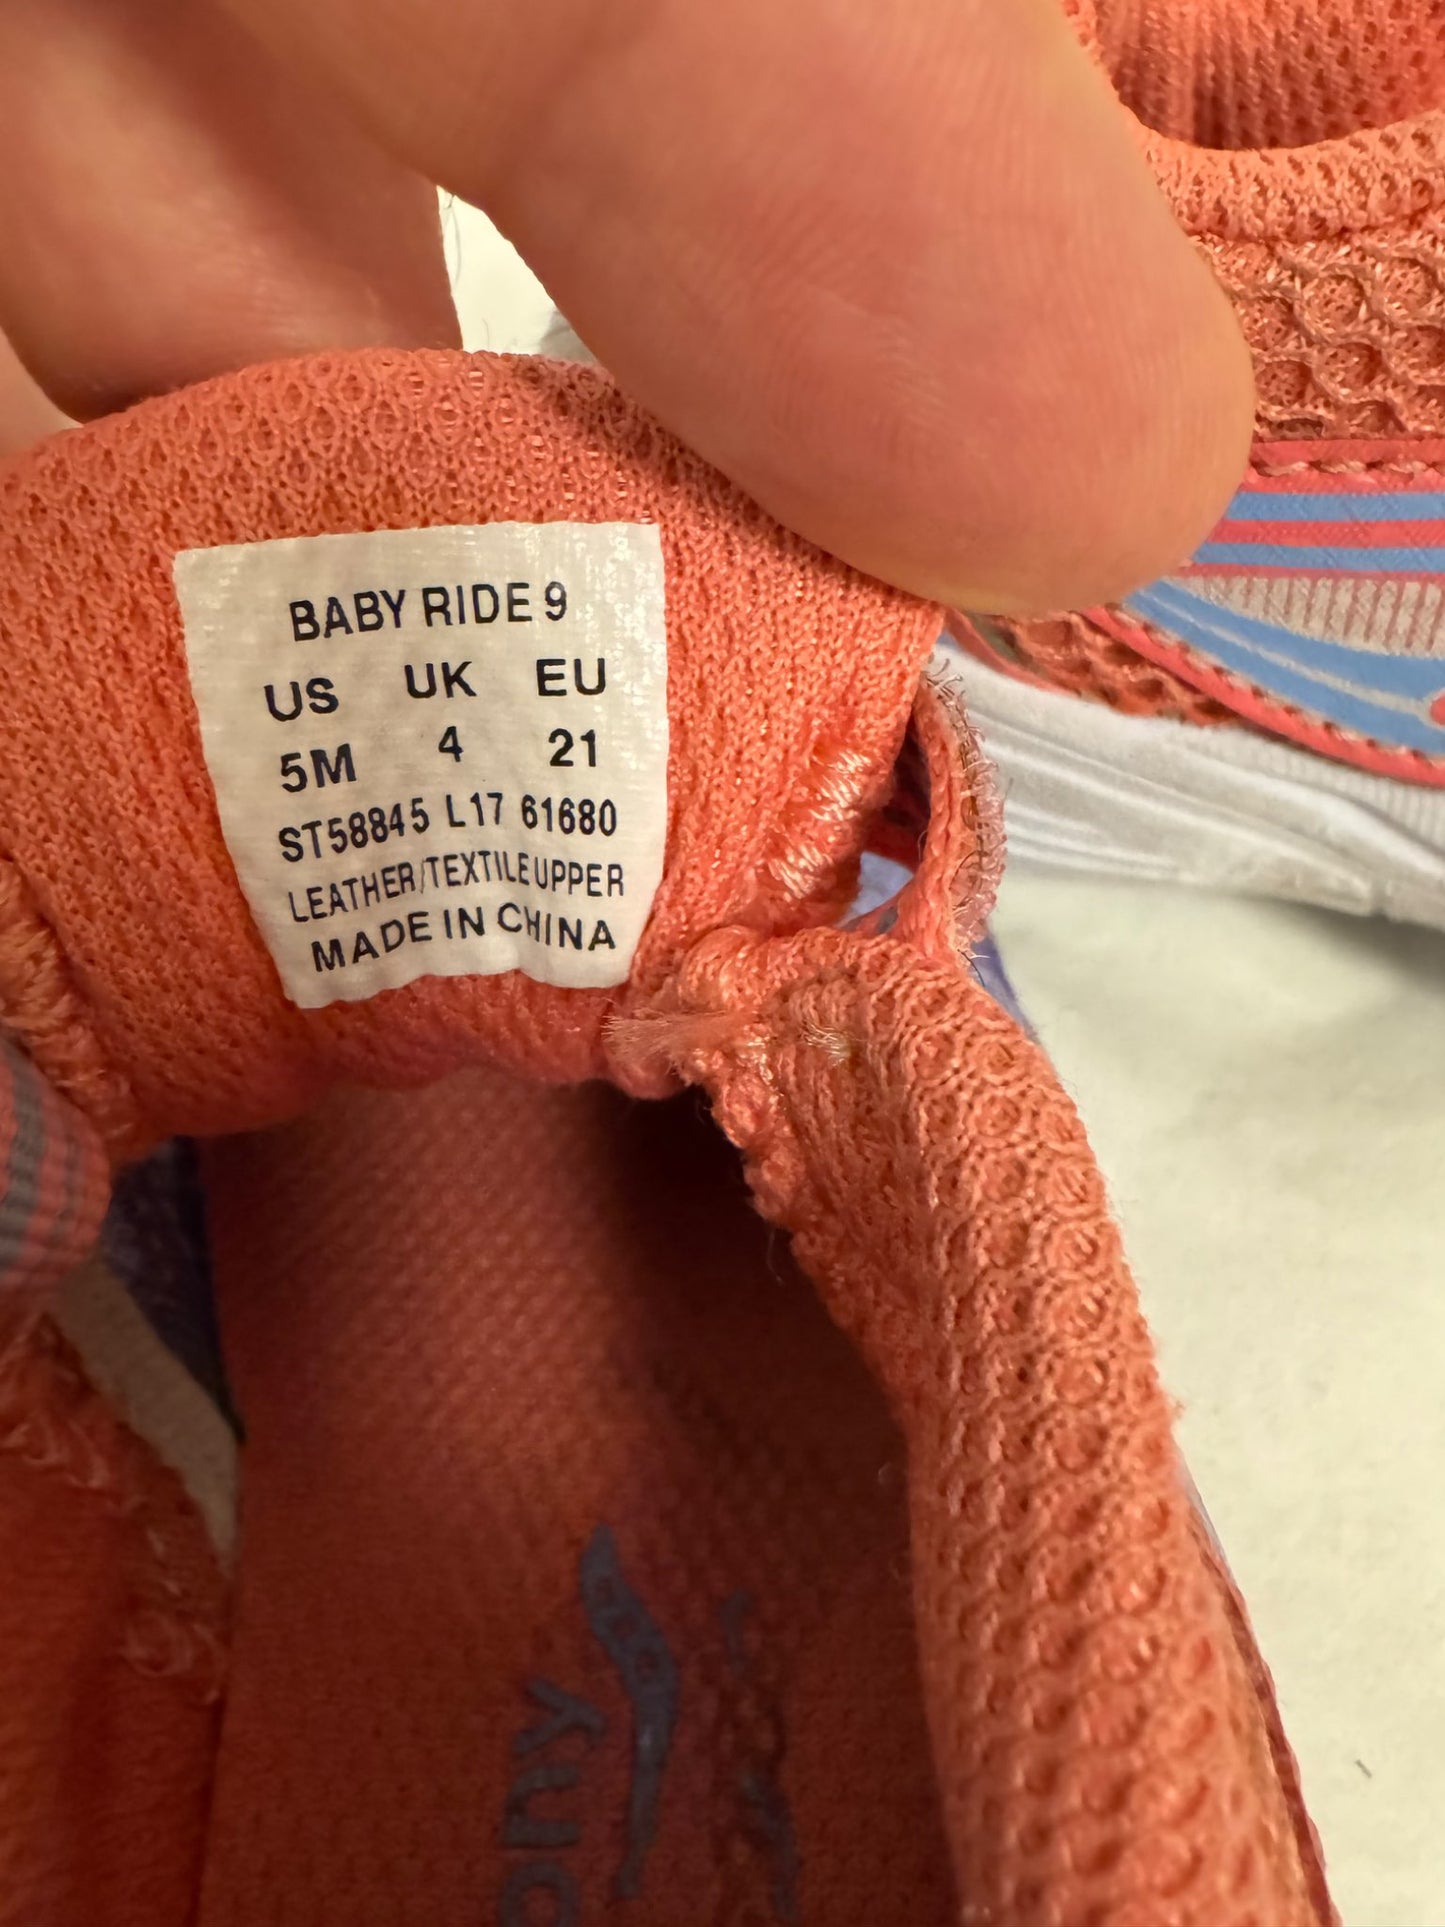 BABY RIDE 9
US UK EU
5M 4 21
ST58845 L17 61680
LEATHER/TEXTILE UPPER
MADE IN CHINA